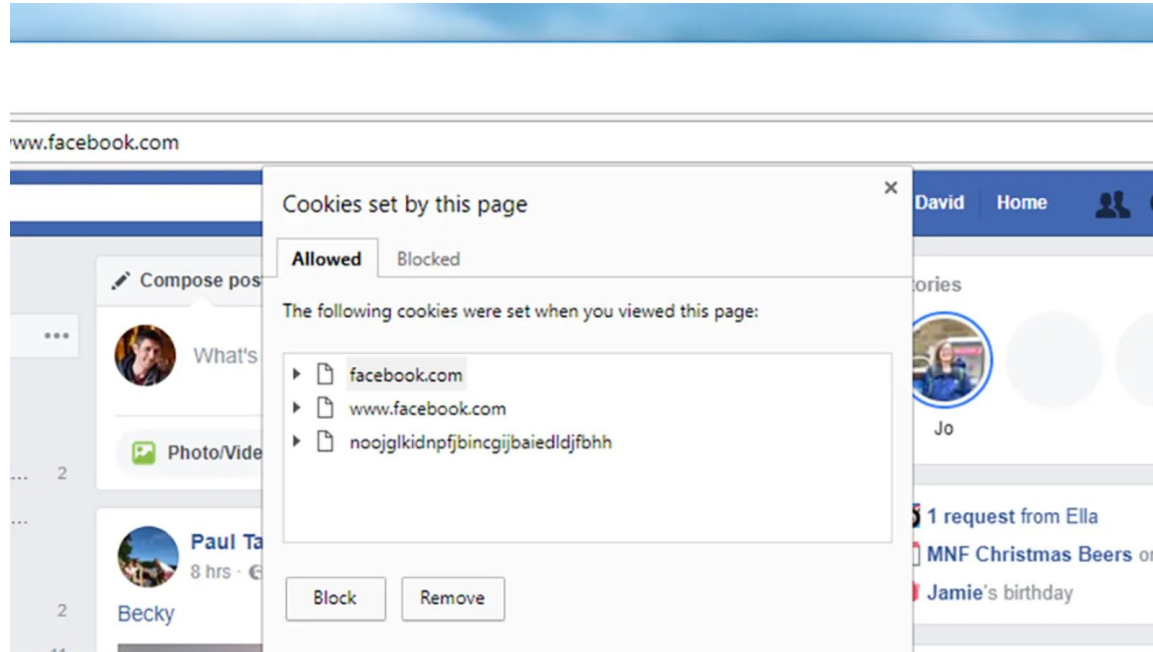 ww.facebook.com
Cookies set by this page
×
David Home
Allowed Blocked
Compose pos
The following cookies were set when you viewed this page:
tories
What's
facebook.com
www.facebook.com
noojglkidnpfjbincgijbaiedldjfbhh
Jo
Photo/Vide
... 2
...
1 request from Ella
Paul Ta
MNF Christmas Beers or
8 hrs ·
Jamie's birthday
Block Remove
2 Becky